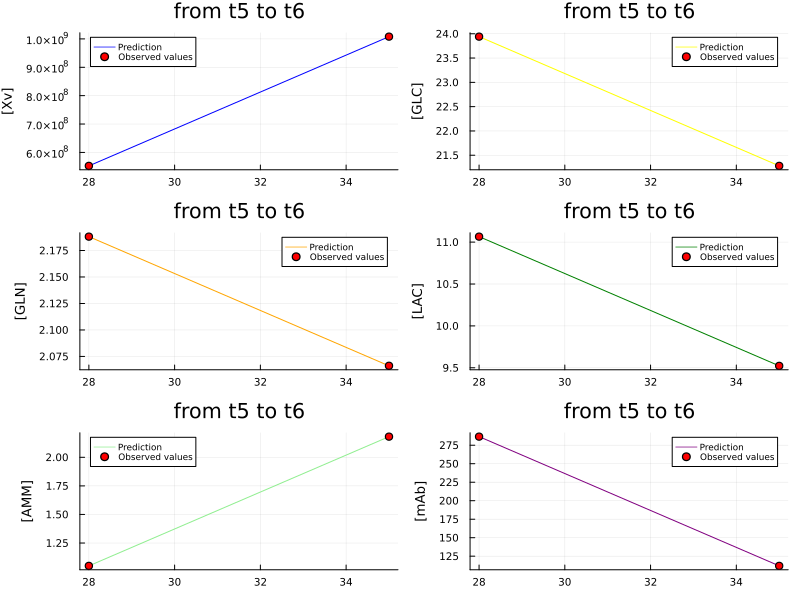 from t5 to t6
[Xv]
1.0×10⁹
9.0×10⁸
8.0×10⁸
7.0×10⁸
6.0×10⁸
Prediction
Observed values
28 30 32 34
from t5 to t6
[GLC]
24.0
23.5
23.0
22.5
22.0
21.5
Prediction
Observed values
28 30 32 34
from t5 to t6
[GLN]
2.175
2.150
2.125
2.100
2.075
Prediction
Observed values
28 30 32 34
from t5 to t6
[LAC]
11.0
10.5
10.0
9.5
Prediction
Observed values
28 30 32 34
from t5 to t6
[AMM]
2.00
1.75
1.50
1.25
Prediction
Observed values
28 30 32 34
from t5 to t6
[mAb]
275
250
225
200
175
150
125
Prediction
Observed values
28 30 32 34